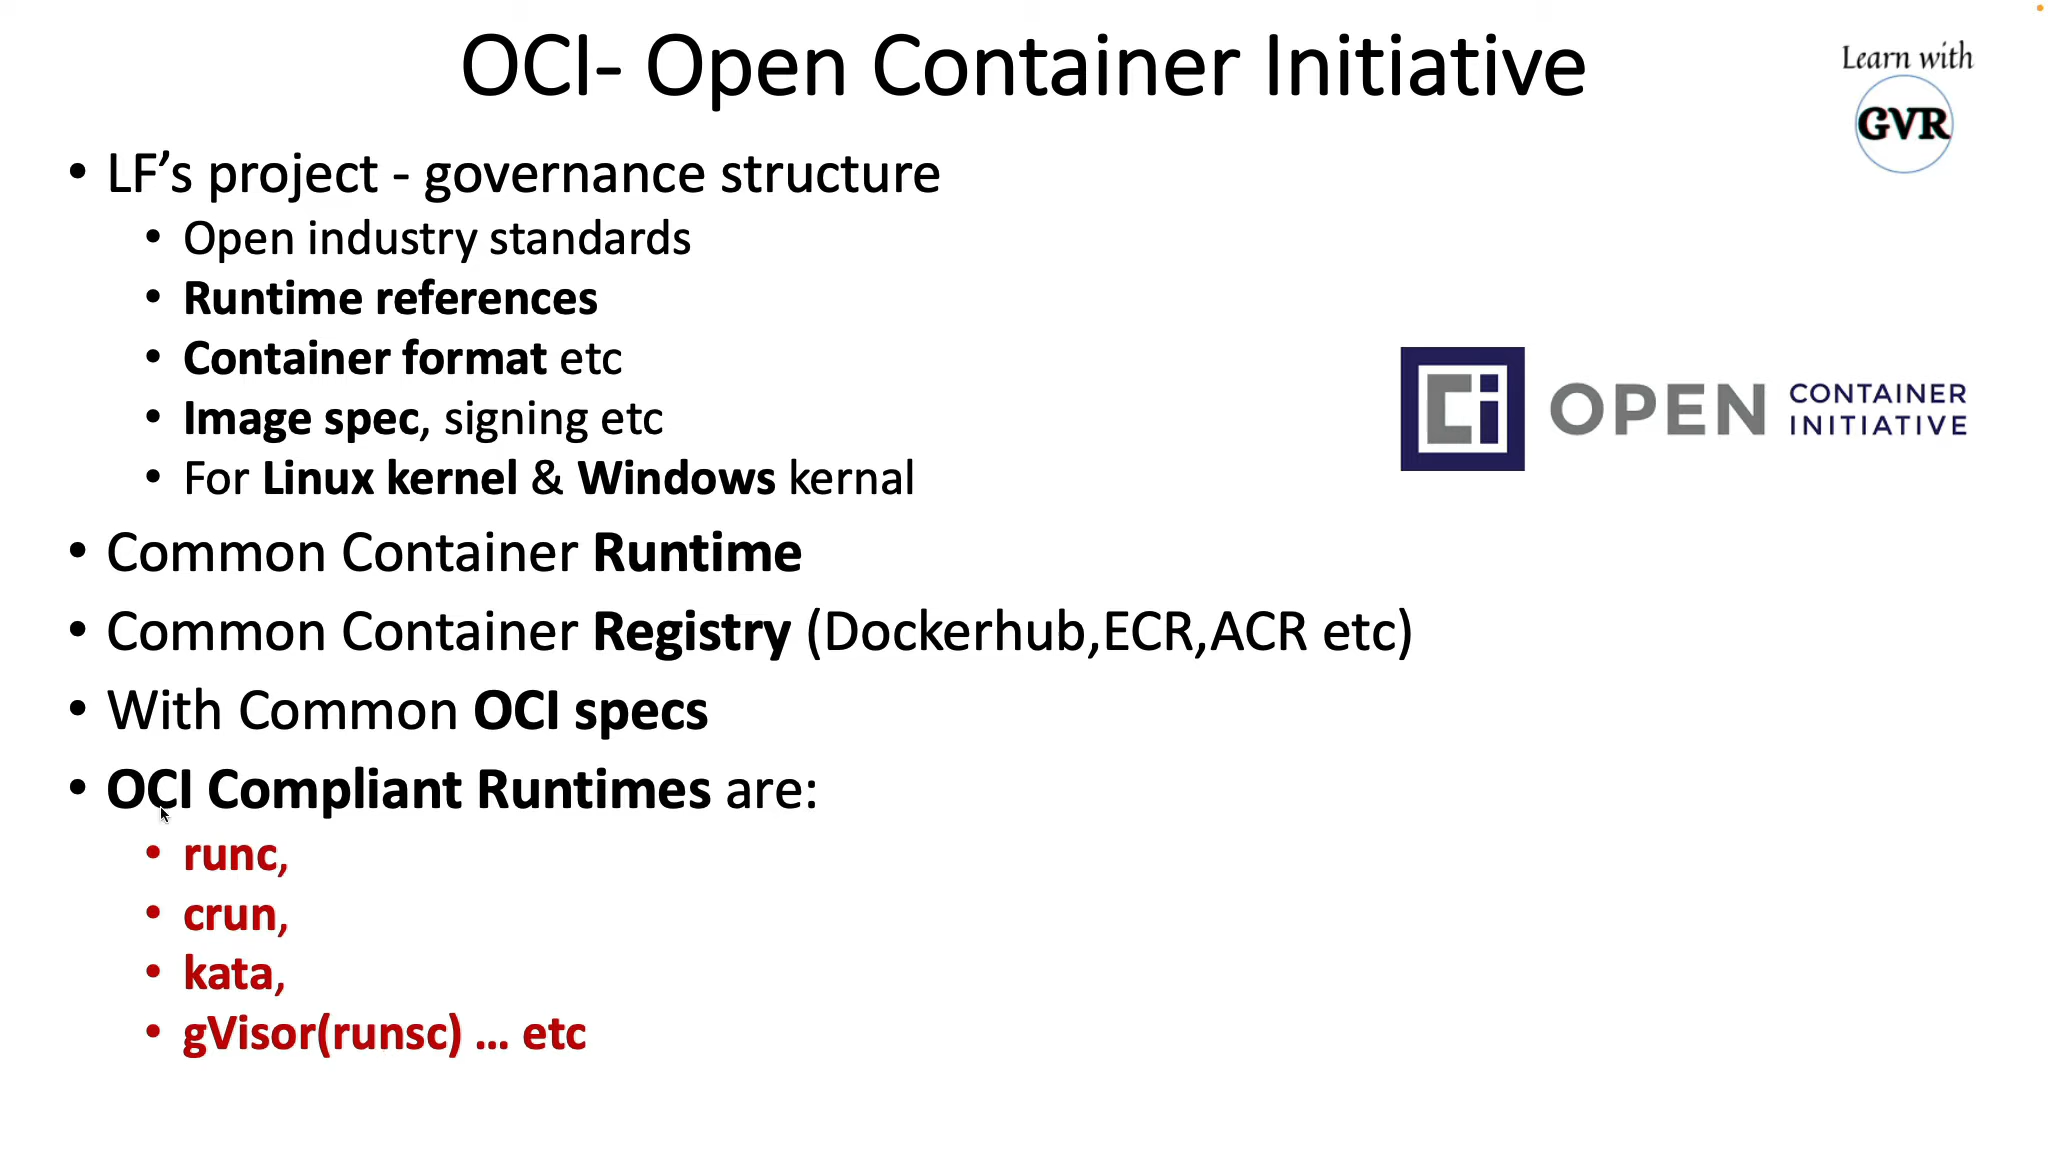 OCI- Open Container Initiative
Learn with
GVR
• LF’s project - governance structure
• Open industry standards
• Runtime references
• Container format etc
• Image spec, signing etc
• For Linux kernel & Windows kernal
Ci OPEN CONTAINER
INITIATIVE
• Common Container Runtime
• Common Container Registry (Dockerhub,ECR,ACR etc)
• With Common OCI specs
• OCI Compliant Runtimes are:
• runc,
• crun,
• kata,
• gVisor(runsc) ... etc